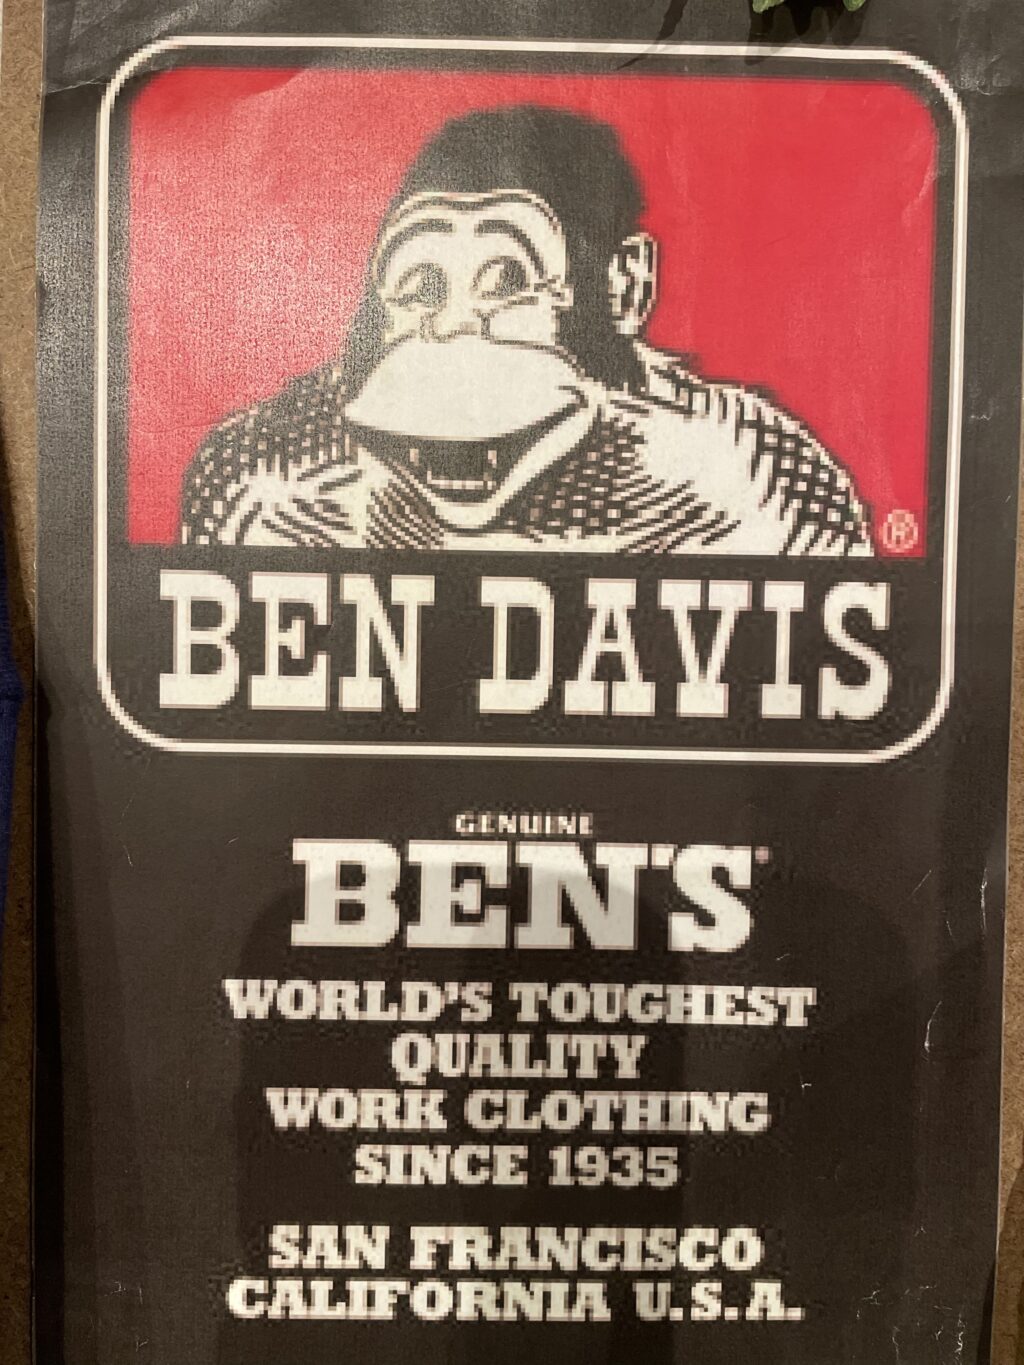 ®
BEN DAVIS
GENUINE
BEN'S
WORLD'S TOUGHEST
QUALITY
WORK CLOTHING
SINCE 1935
SAN FRANCISCO
CALIFORNIA U.S.A.